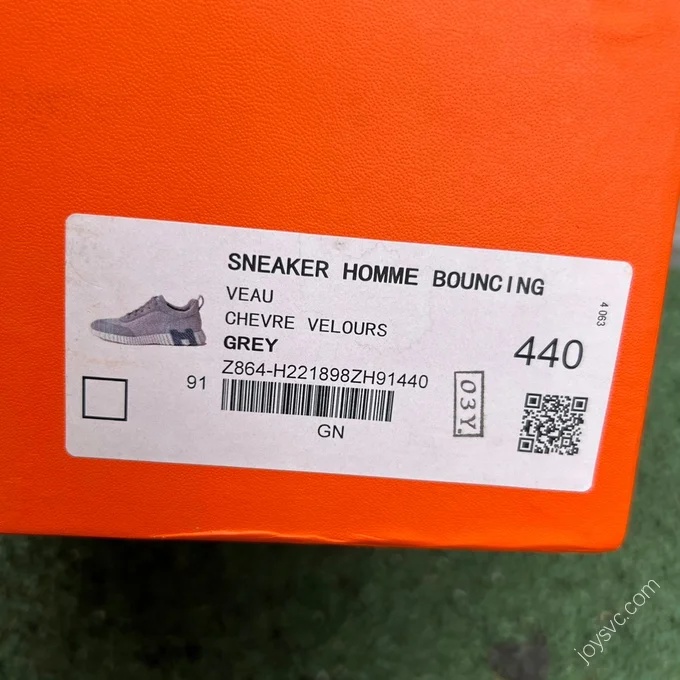 SNEAKER HOMME BOUNCING
VEAU
CHEVRE VELOURS
GREY
Z864-H221898ZH91440
91
GN
03Y.
440
4 063
joysvc.com